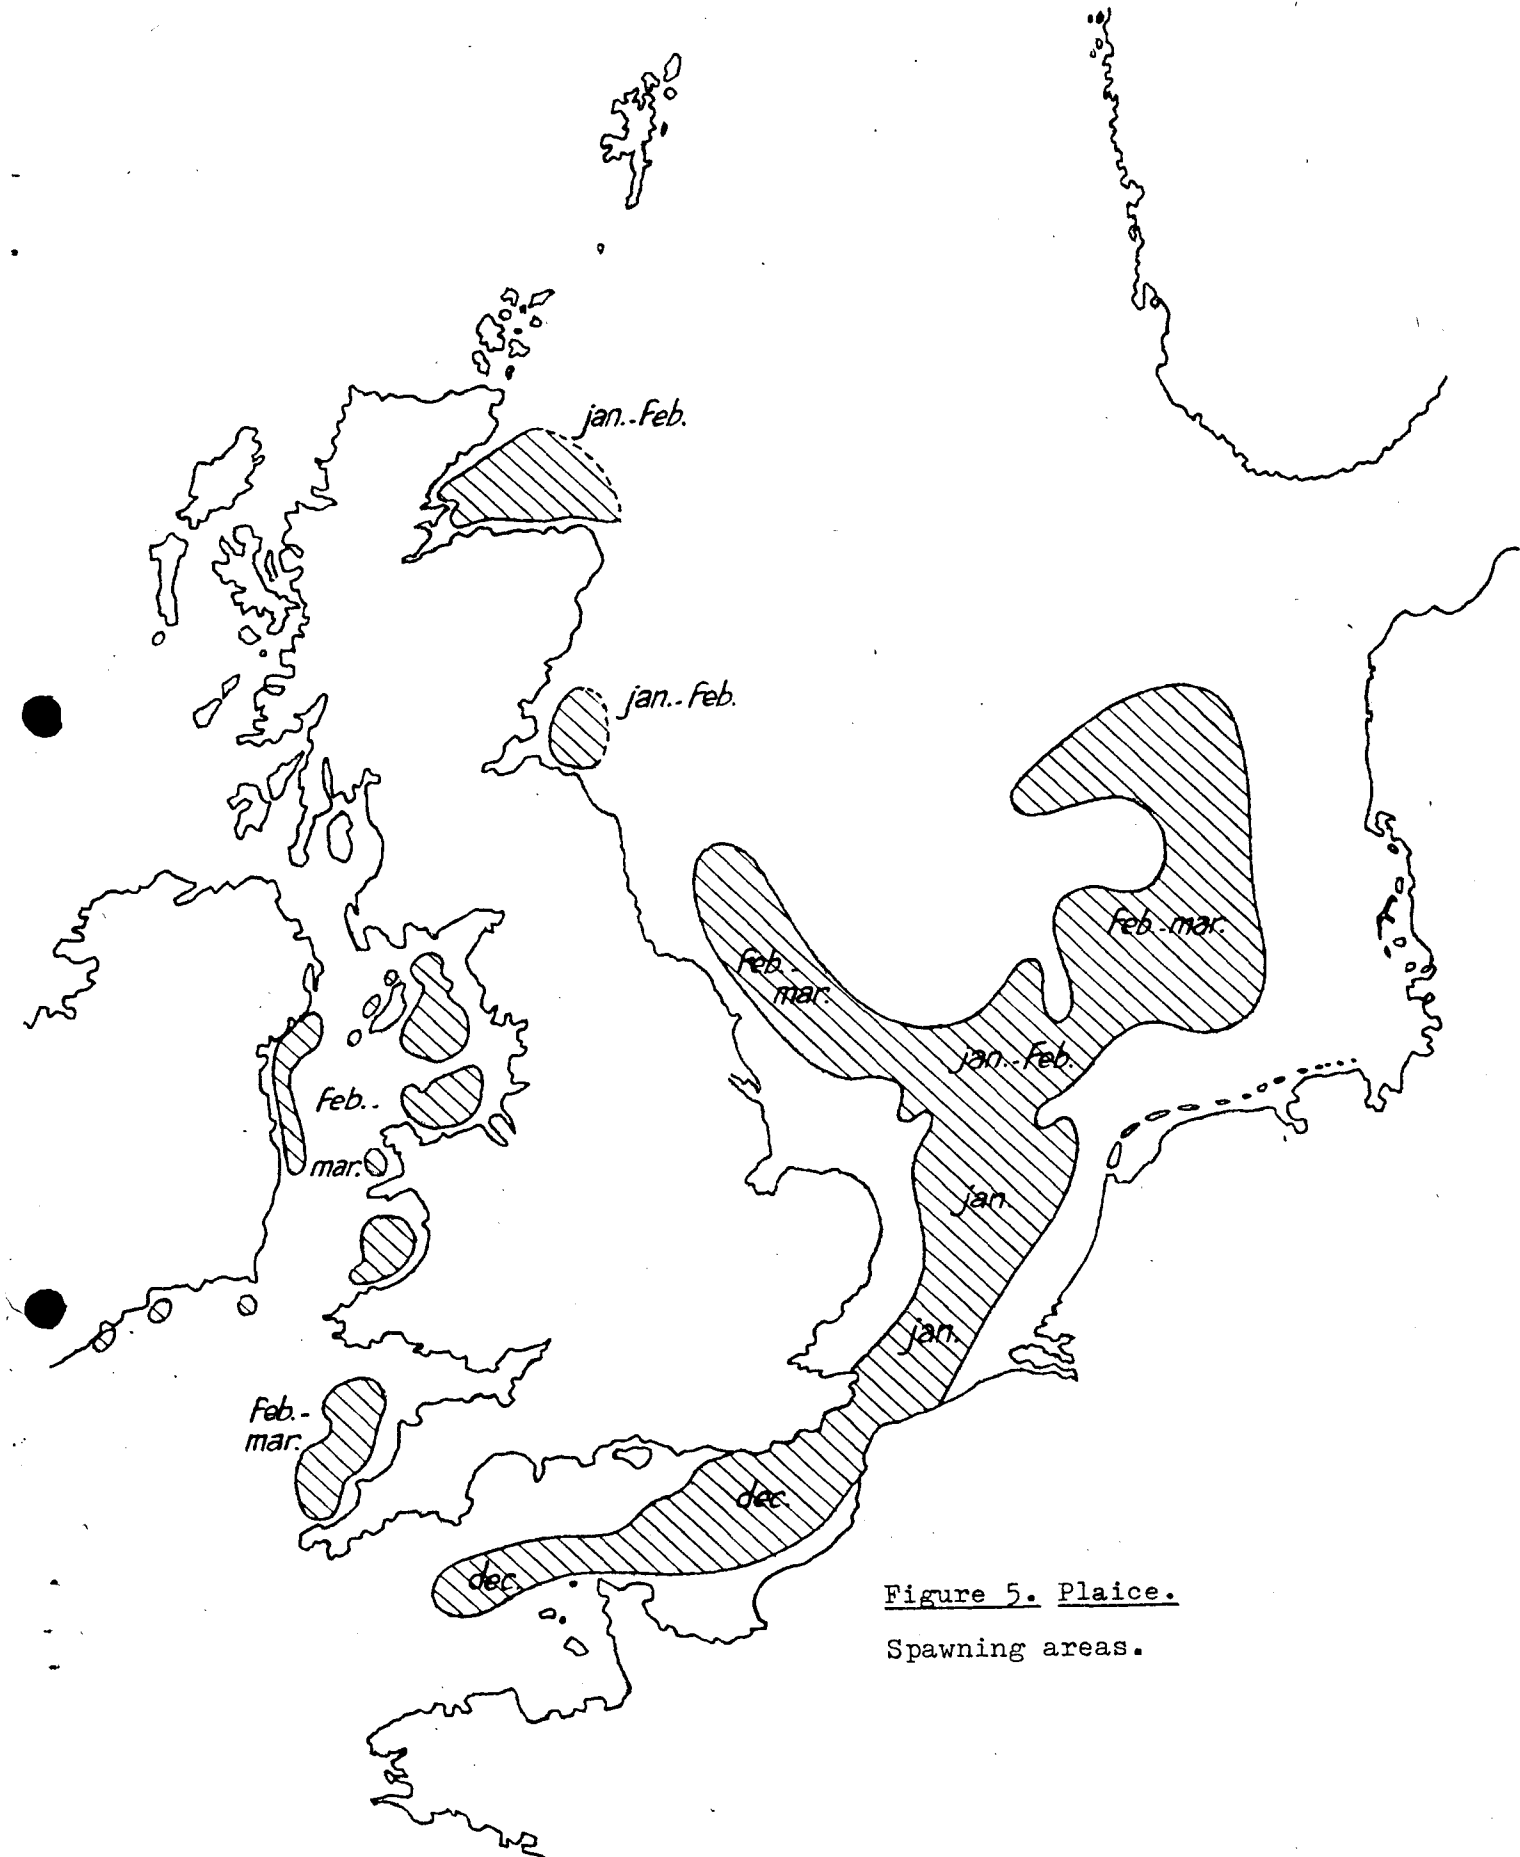 jan.-Feb.
jan.-Feb.
Feb.-mar.
Feb.-
mar.
jan.-Feb.
Feb..
mar.
jan.
jan.
Feb.-
mar.
dec.
dec.
Figure 5. Plaice.
Spawning areas.